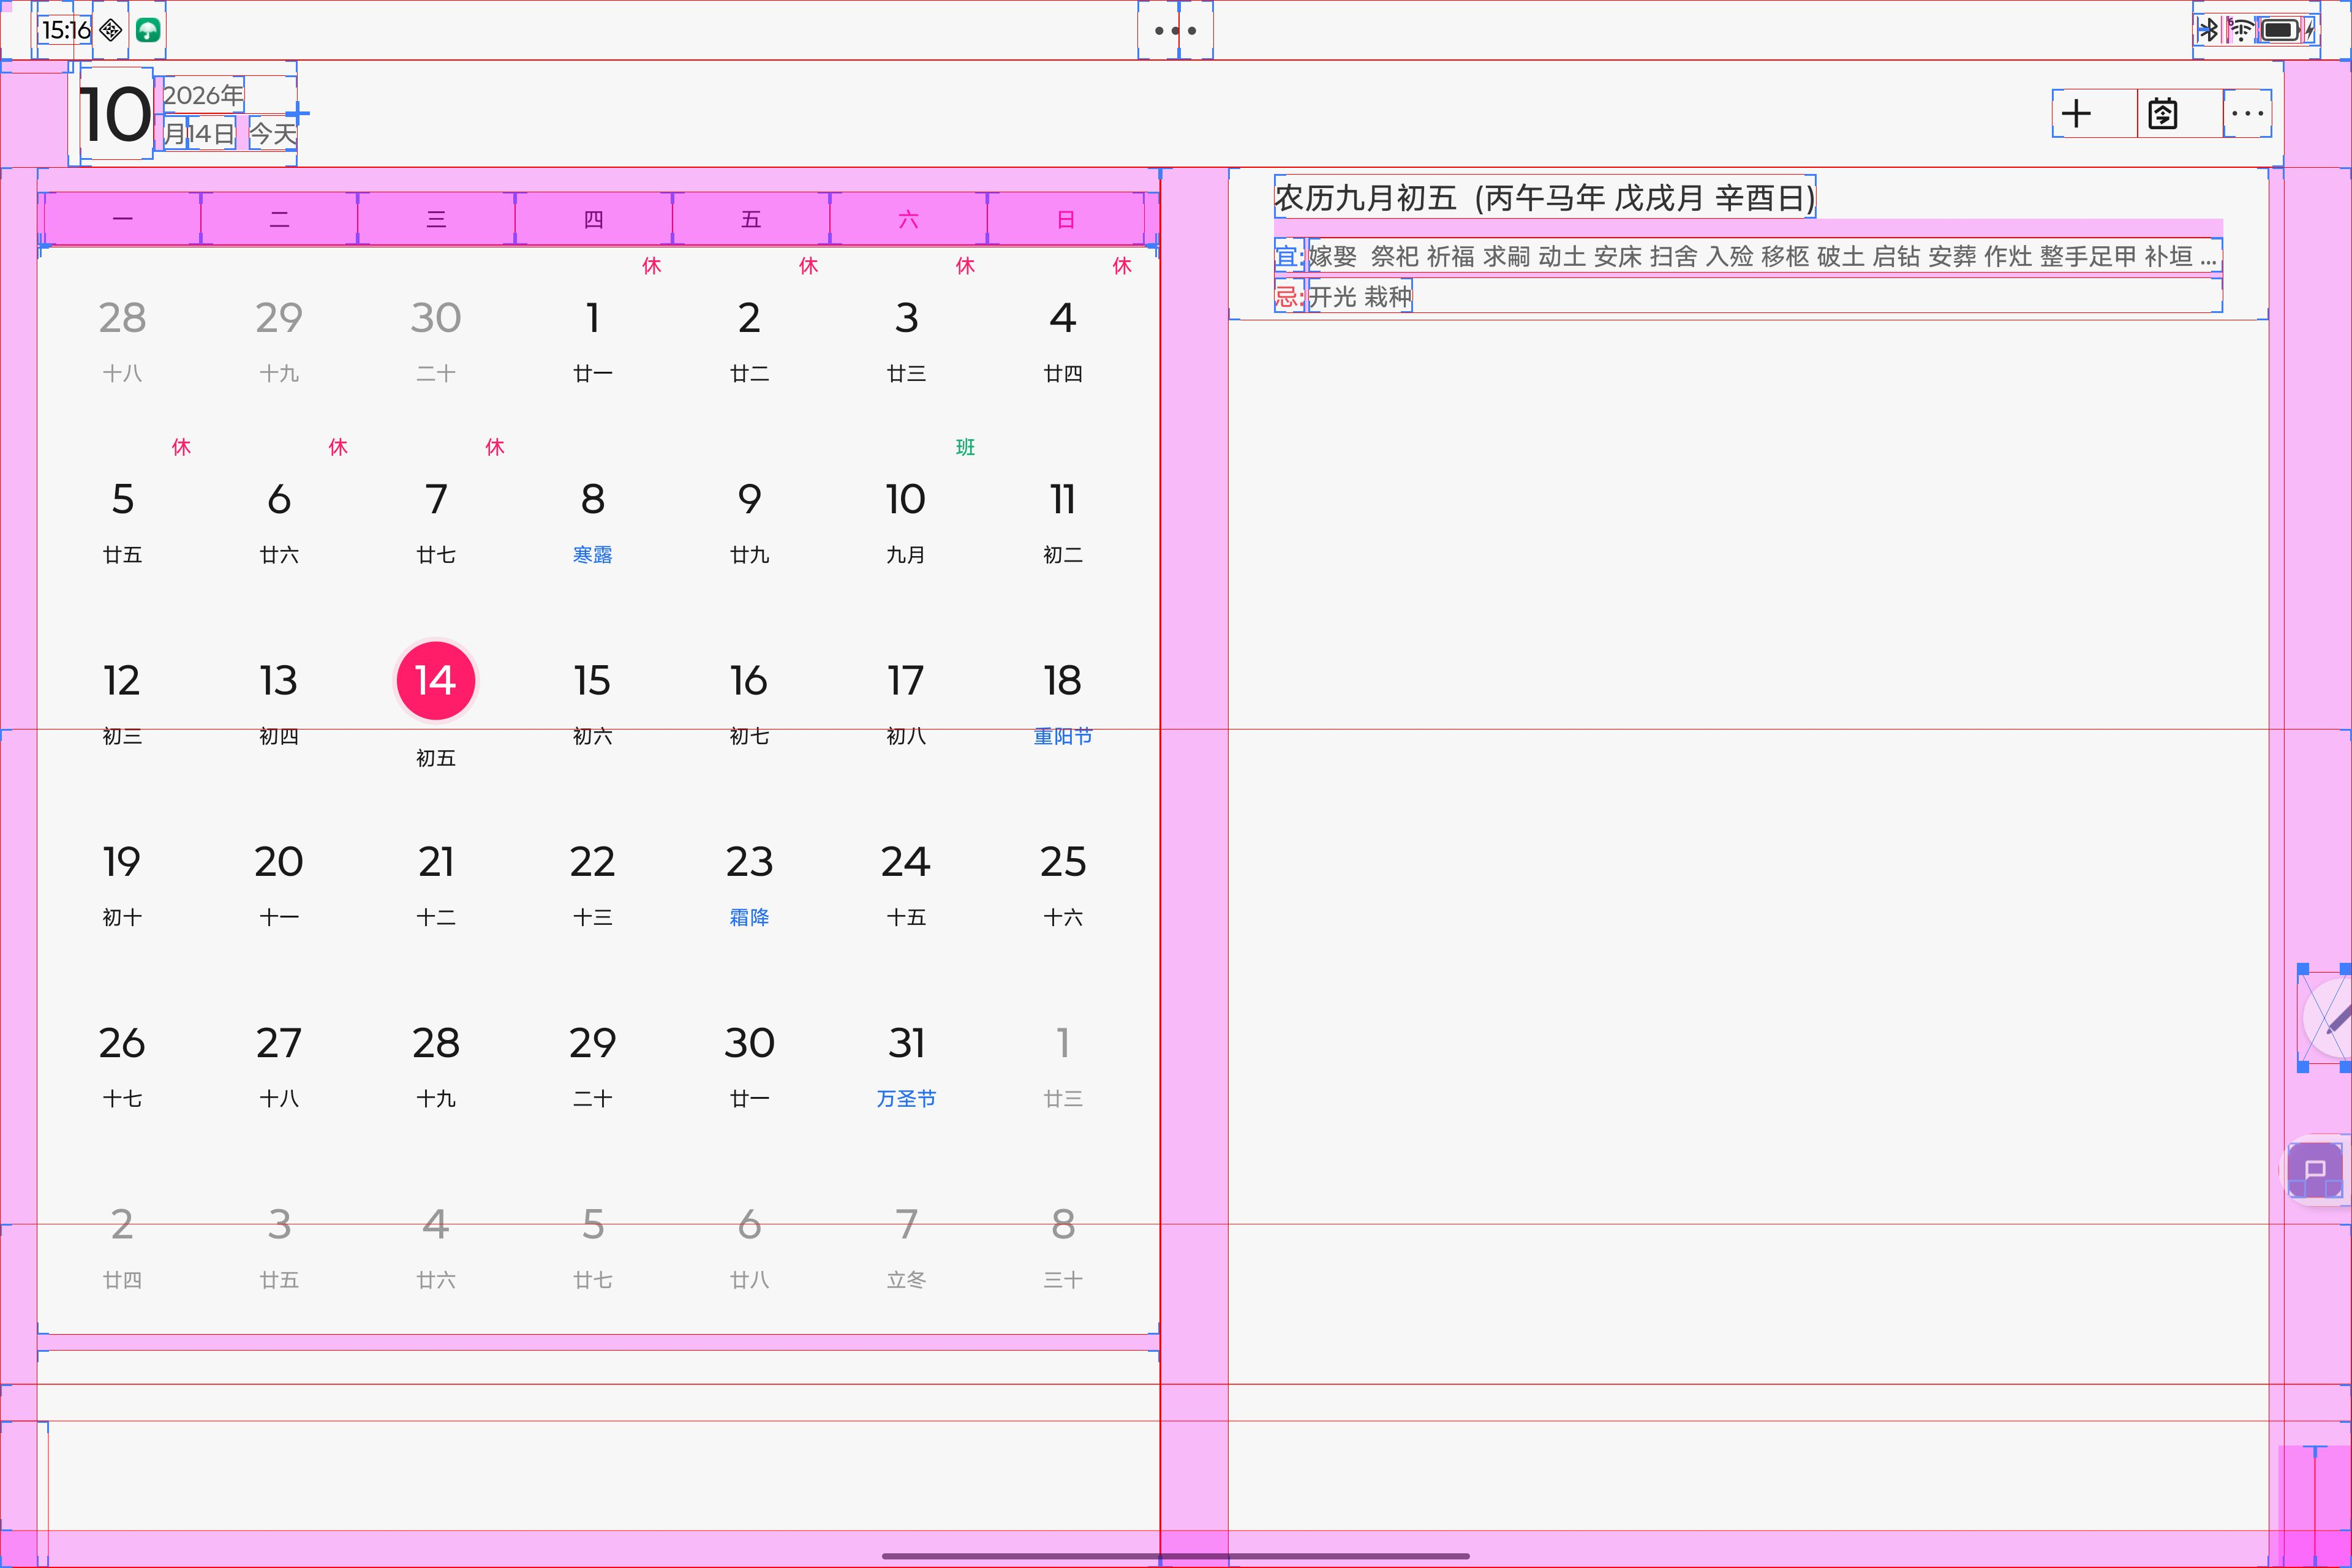 15:16
10
2026年
月14日 今天
一 二 三 四 五 六 日
休 休 休 休
28 29 30 1 2 3 4
十八 十九 二十 廿一 廿二 廿三 廿四
休 休 休 班
5 6 7 8 9 10 11
廿五 廿六 廿七 寒露 廿九 九月 初二
12 13 14 15 16 17 18
初三 初四 初五 初六 初七 初八 重阳节
19 20 21 22 23 24 25
初十 十一 十二 十三 霜降 十五 十六
26 27 28 29 30 31 1
十七 十八 十九 二十 廿一 万圣节 廿三
2 3 4 5 6 7 8
廿四 廿五 廿六 廿七 廿八 立冬 三十
农历九月初五 (丙午马年 戊戌月 辛酉日)
宜: 嫁娶 祭祀 祈福 求嗣 动土 安床 扫舍 入殓 移柩 破土 启钻 安葬 作灶 整手足甲 补垣 ...
忌: 开光 栽种